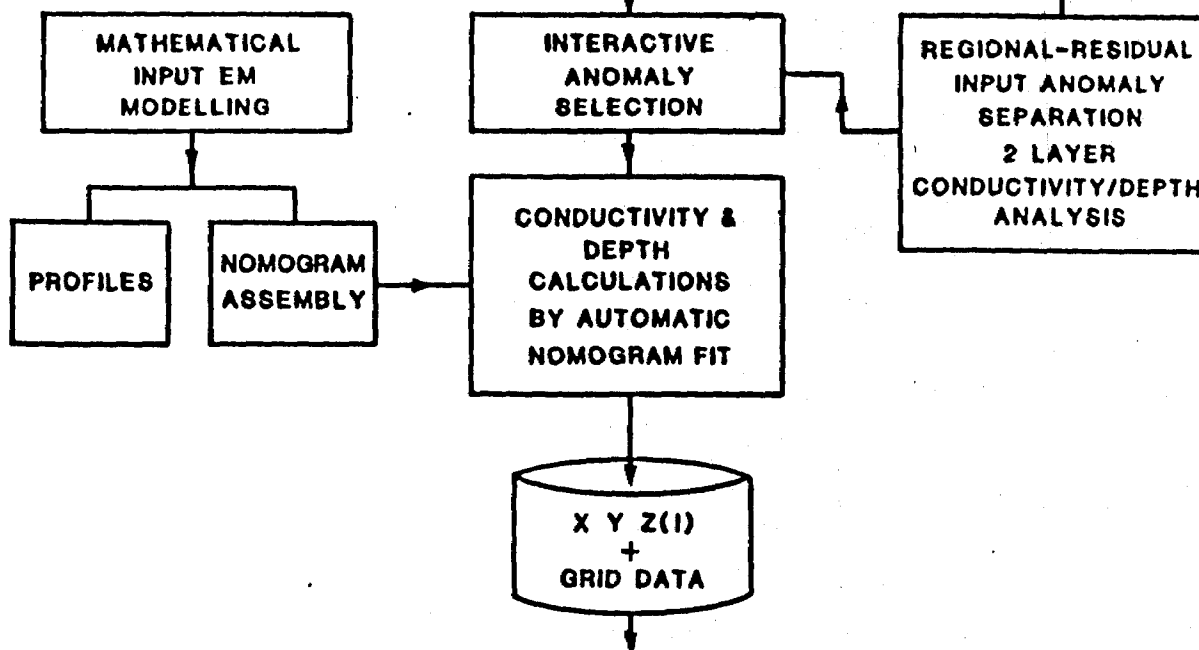 MATHEMATICAL
INPUT EM
MODELLING
INTERACTIVE
ANOMALY
SELECTION
REGIONAL-RESIDUAL
INPUT ANOMALY
SEPARATION
2 LAYER
CONDUCTIVITY/DEPTH
ANALYSIS
PROFILES
NOMOGRAM
ASSEMBLY
CONDUCTIVITY &
DEPTH
CALCULATIONS
BY AUTOMATIC
NOMOGRAM FIT
X Y Z(I)
+
GRID DATA